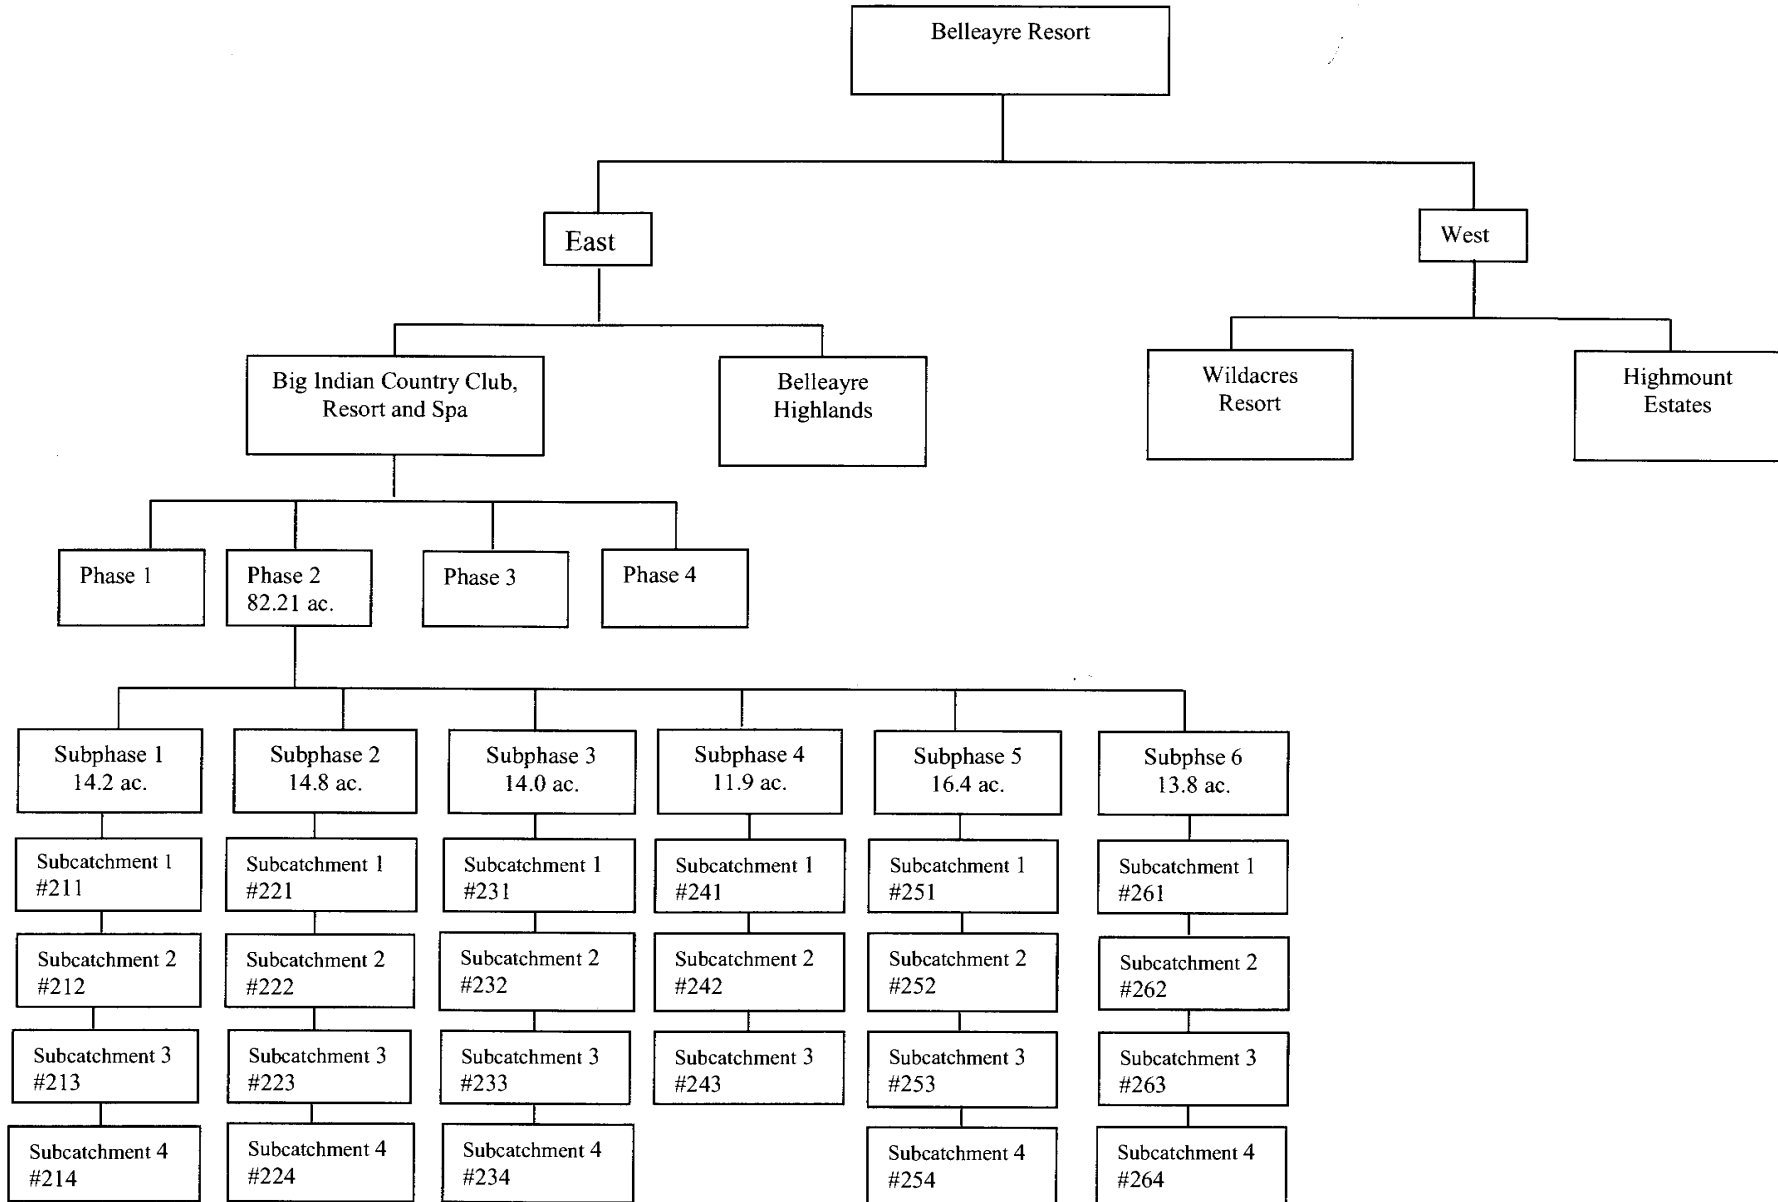 Belleayre Resort
East
West
Big Indian Country Club,
Resort and Spa
Belleayre
Highlands
Wildacres
Resort
Highmount
Estates
Phase 1
Phase 2
82.21 ac.
Phase 3
Phase 4
Subphase 1
14.2 ac.
Subphase 2
14.8 ac.
Subphase 3
14.0 ac.
Subphase 4
11.9 ac.
Subphase 5
16.4 ac.
Subphse 6
13.8 ac.
Subcatchment 1
#211
Subcatchment 1
#221
Subcatchment 1
#231
Subcatchment 1
#241
Subcatchment 1
#251
Subcatchment 1
#261
Subcatchment 2
#212
Subcatchment 2
#222
Subcatchment 2
#232
Subcatchment 2
#242
Subcatchment 2
#252
Subcatchment 2
#262
Subcatchment 3
#213
Subcatchment 3
#223
Subcatchment 3
#233
Subcatchment 3
#243
Subcatchment 3
#253
Subcatchment 3
#263
Subcatchment 4
#214
Subcatchment 4
#224
Subcatchment 4
#234
Subcatchment 4
#254
Subcatchment 4
#264